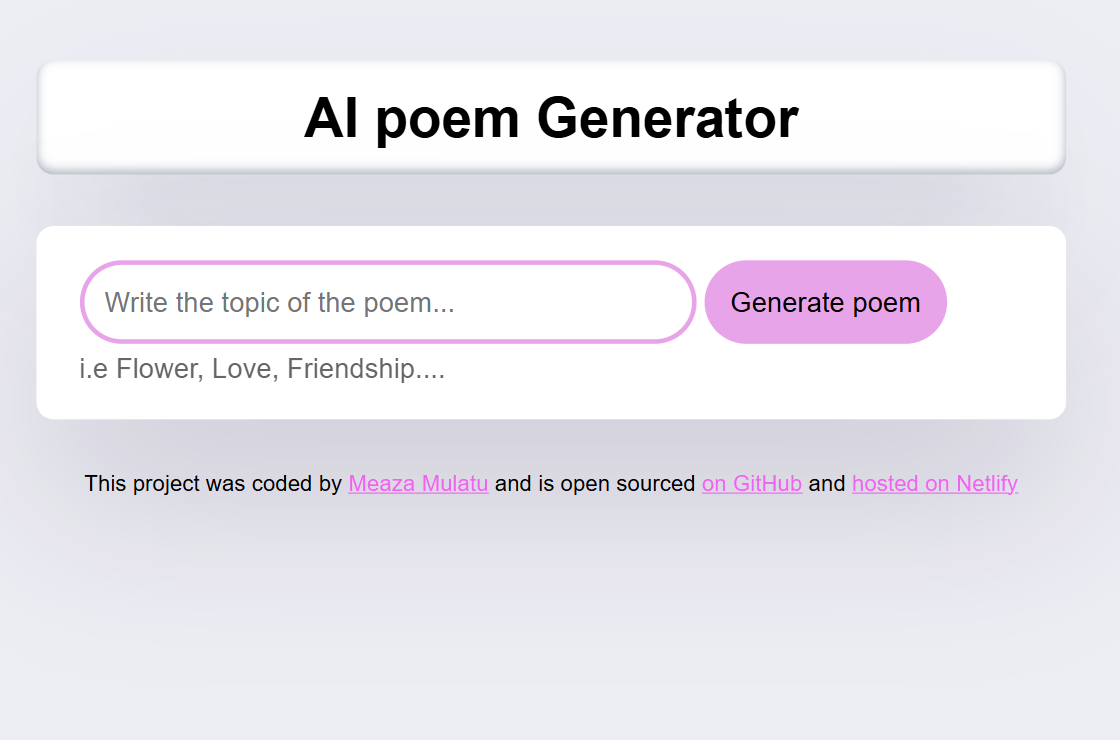 AI poem Generator
Write the topic of the poem...
Generate poem
i.e Flower, Love, Friendship....
This project was coded by Meaza Mulatu and is open sourced on GitHub and hosted on Netlify